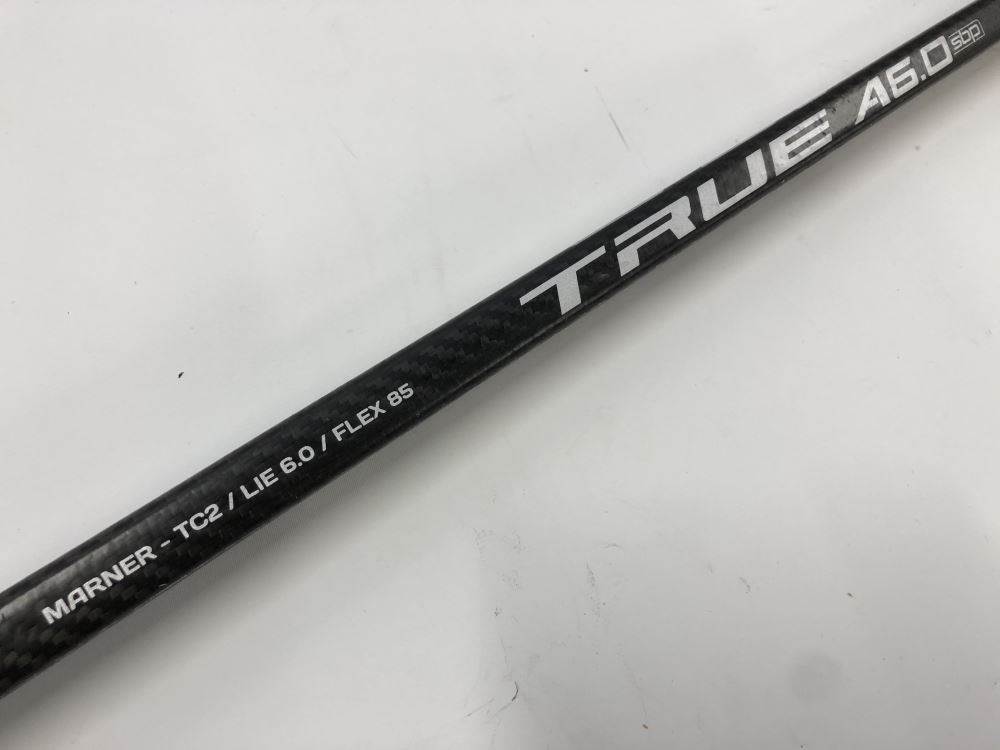 TRUE A6.0 sbp
MARNER - TC2 / LIE 6.0 / FLEX 85